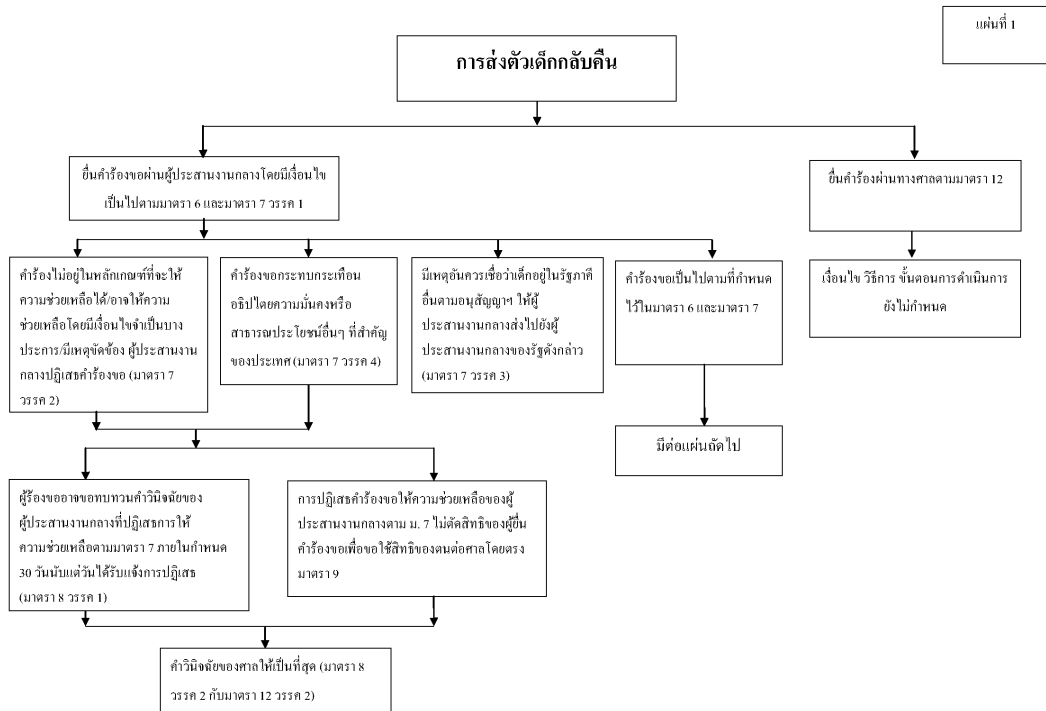 แผ่นที่ 1
การส่งตัวเด็กกลับคืน
ยื่นคำร้องขอผ่านผู้ประสานงานกลางโดยมีเงื่อนไข
เป็นไปตามมาตรา 6 และมาตรา 7 วรรค 1
ยื่นคำร้องผ่านทางศาลตามมาตรา 12
คำร้องไม่อยู่ในหลักเกณฑ์ที่จะให้
ความช่วยเหลือได้/อาจให้ความ
ช่วยเหลือโดยมีเงื่อนไขจำเป็นบาง
ประการ/มีเหตุขัดข้อง ผู้ประสานงาน
กลางปฏิเสธคำร้องขอ (มาตรา 7
วรรค 2)
คำร้องขอกระทบกระเทือน
อธิปไตยความมั่นคงหรือ
สาธารณประโยชน์อื่นๆ ที่สำคัญ
ของประเทศ (มาตรา 7 วรรค 4)
มีเหตุอันควรเชื่อว่าเด็กอยู่ในรัฐภาคี
อื่นตามอนุสัญญาฯ ให้ผู้
ประสานงานกลางส่งไปยังผู้
ประสานงานกลางของรัฐดังกล่าว
(มาตรา 7 วรรค 3)
คำร้องขอเป็นไปตามที่กำหนด
ไว้ในมาตรา 6 และมาตรา 7
เงื่อนไข วิธีการ ขั้นตอนการดำเนินการ
ยังไม่กำหนด
มีต่อแผ่นถัดไป
ผู้ร้องขออาจขอทบทวนคำวินิจฉัยของ
ผู้ประสานงานกลางที่ปฏิเสธการให้
ความช่วยเหลือตามมาตรา 7 ภายในกำหนด
30 วันนับแต่วันได้รับแจ้งการปฏิเสธ
(มาตรา 8 วรรค 1)
การปฏิเสธคำร้องขอให้ความช่วยเหลือของผู้
ประสานงานกลางตาม ม. 7 ไม่ตัดสิทธิของผู้ยื่น
คำร้องขอเพื่อขอใช้สิทธิของตนต่อศาลโดยตรง
มาตรา 9
คำวินิจฉัยของศาลให้เป็นที่สุด (มาตรา 8
วรรค 2 กับมาตรา 12 วรรค 2)